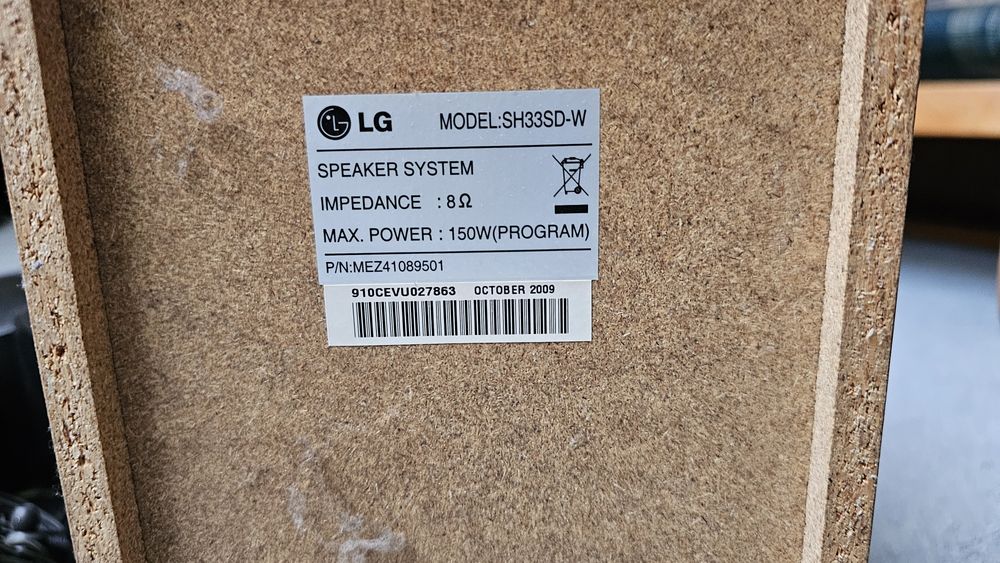 LG MODEL:SH33SD-W
SPEAKER SYSTEM
IMPEDANCE : 8Ω
MAX. POWER : 150W(PROGRAM)
P/N:MEZ41089501
910CEVU027863 OCTOBER 2009